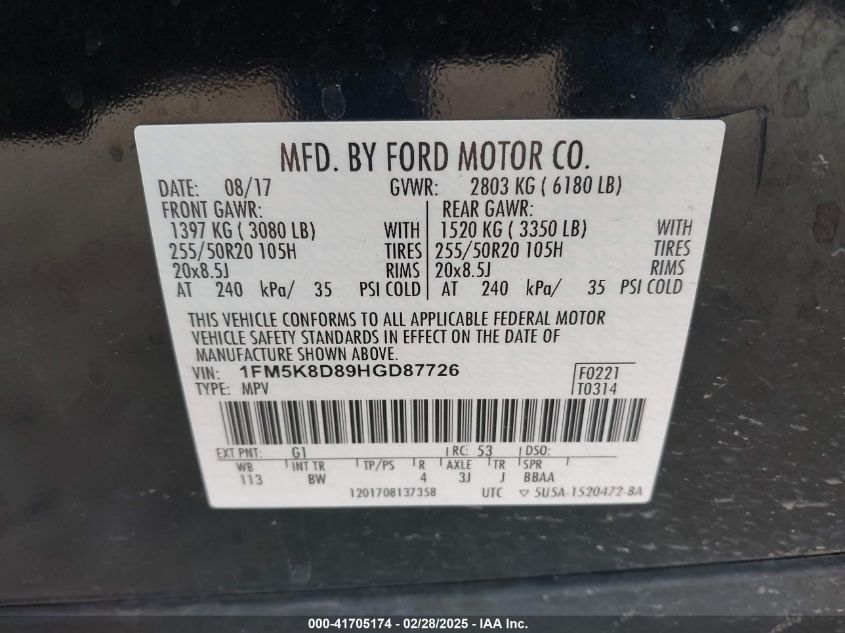 MFD. BY FORD MOTOR CO.
DATE: 08/17 GVWR: 2803 KG ( 6180 LB)
FRONT GAWR: REAR GAWR:
1397 KG ( 3080 LB) WITH 1520 KG ( 3350 LB) WITH
255/50R20 105H TIRES 255/50R20 105H TIRES
20x8.5J RIMS 20x8.5J RIMS
AT 240 kPa/ 35 PSI COLD AT 240 kPa/ 35 PSI COLD
THIS VEHICLE CONFORMS TO ALL APPLICABLE FEDERAL MOTOR
VEHICLE SAFETY STANDARDS IN EFFECT ON THE DATE OF
MANUFACTURE SHOWN ABOVE.
VIN: 1FM5K8D89HGD87726 F0221
TYPE: MPV T0314
EXT PNT: G1 RC: 53 DSO:
WB INT TR TP/PS R AXLE TR SPR
113 BW 4 3J J BBAA
1201708137358 UTC ▽ 5U5A-1520472-BA
000-41705174 - 02/28/2025 - IAA Inc.